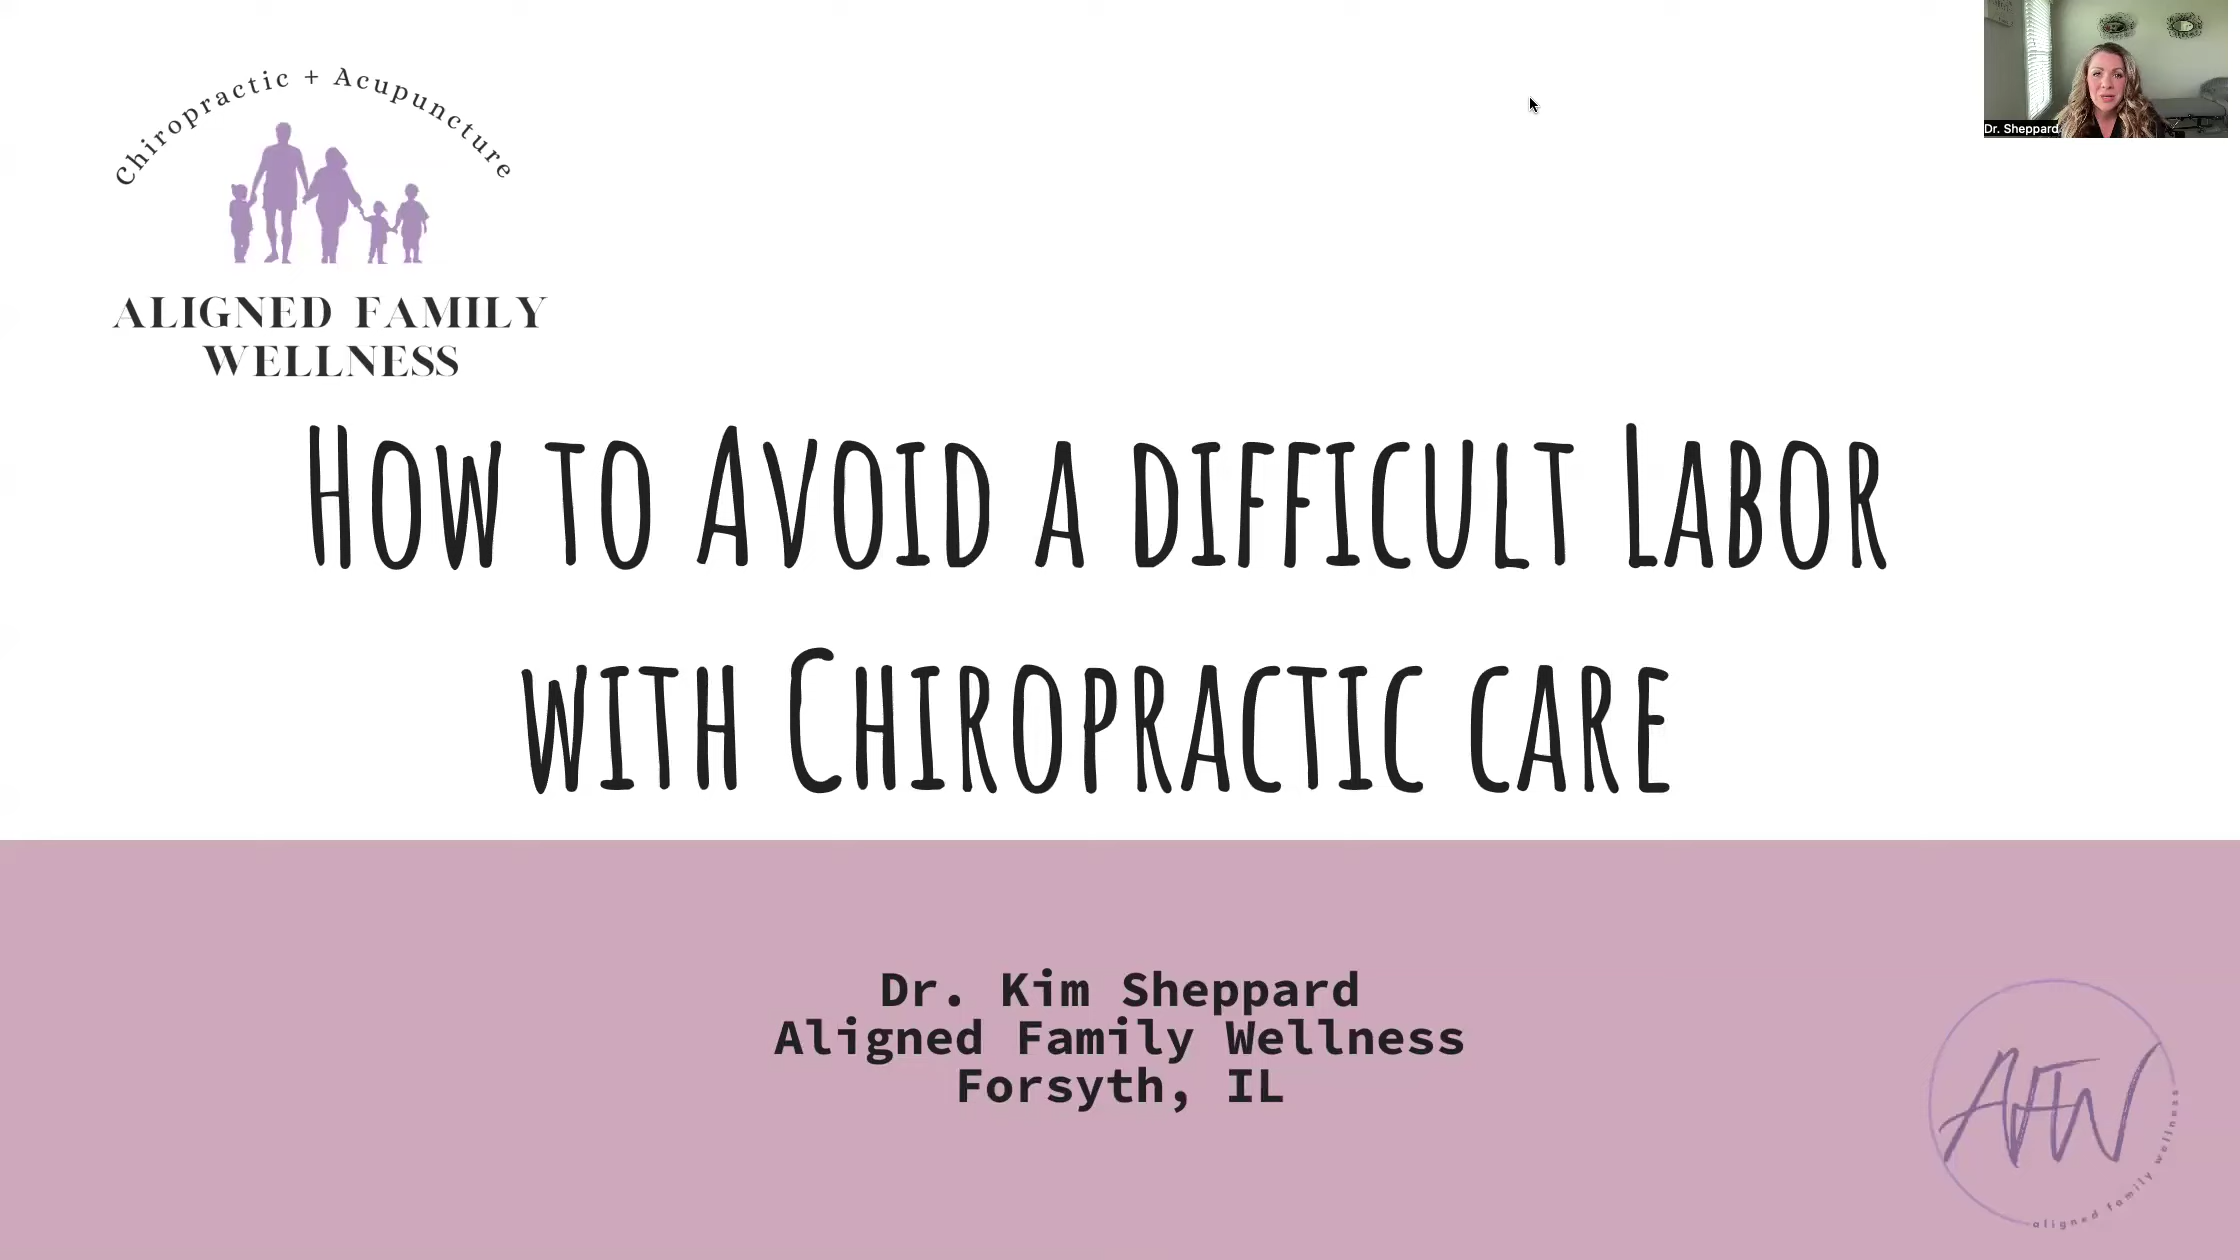 Chiropractic + Acupuncture
ALIGNED FAMILY
WELLNESS
Dr. Sheppard
How to Avoid a difficult Labor
with Chiropractic care
Dr. Kim Sheppard
Aligned Family Wellness
Forsyth, IL
AFW
aligned family wellness